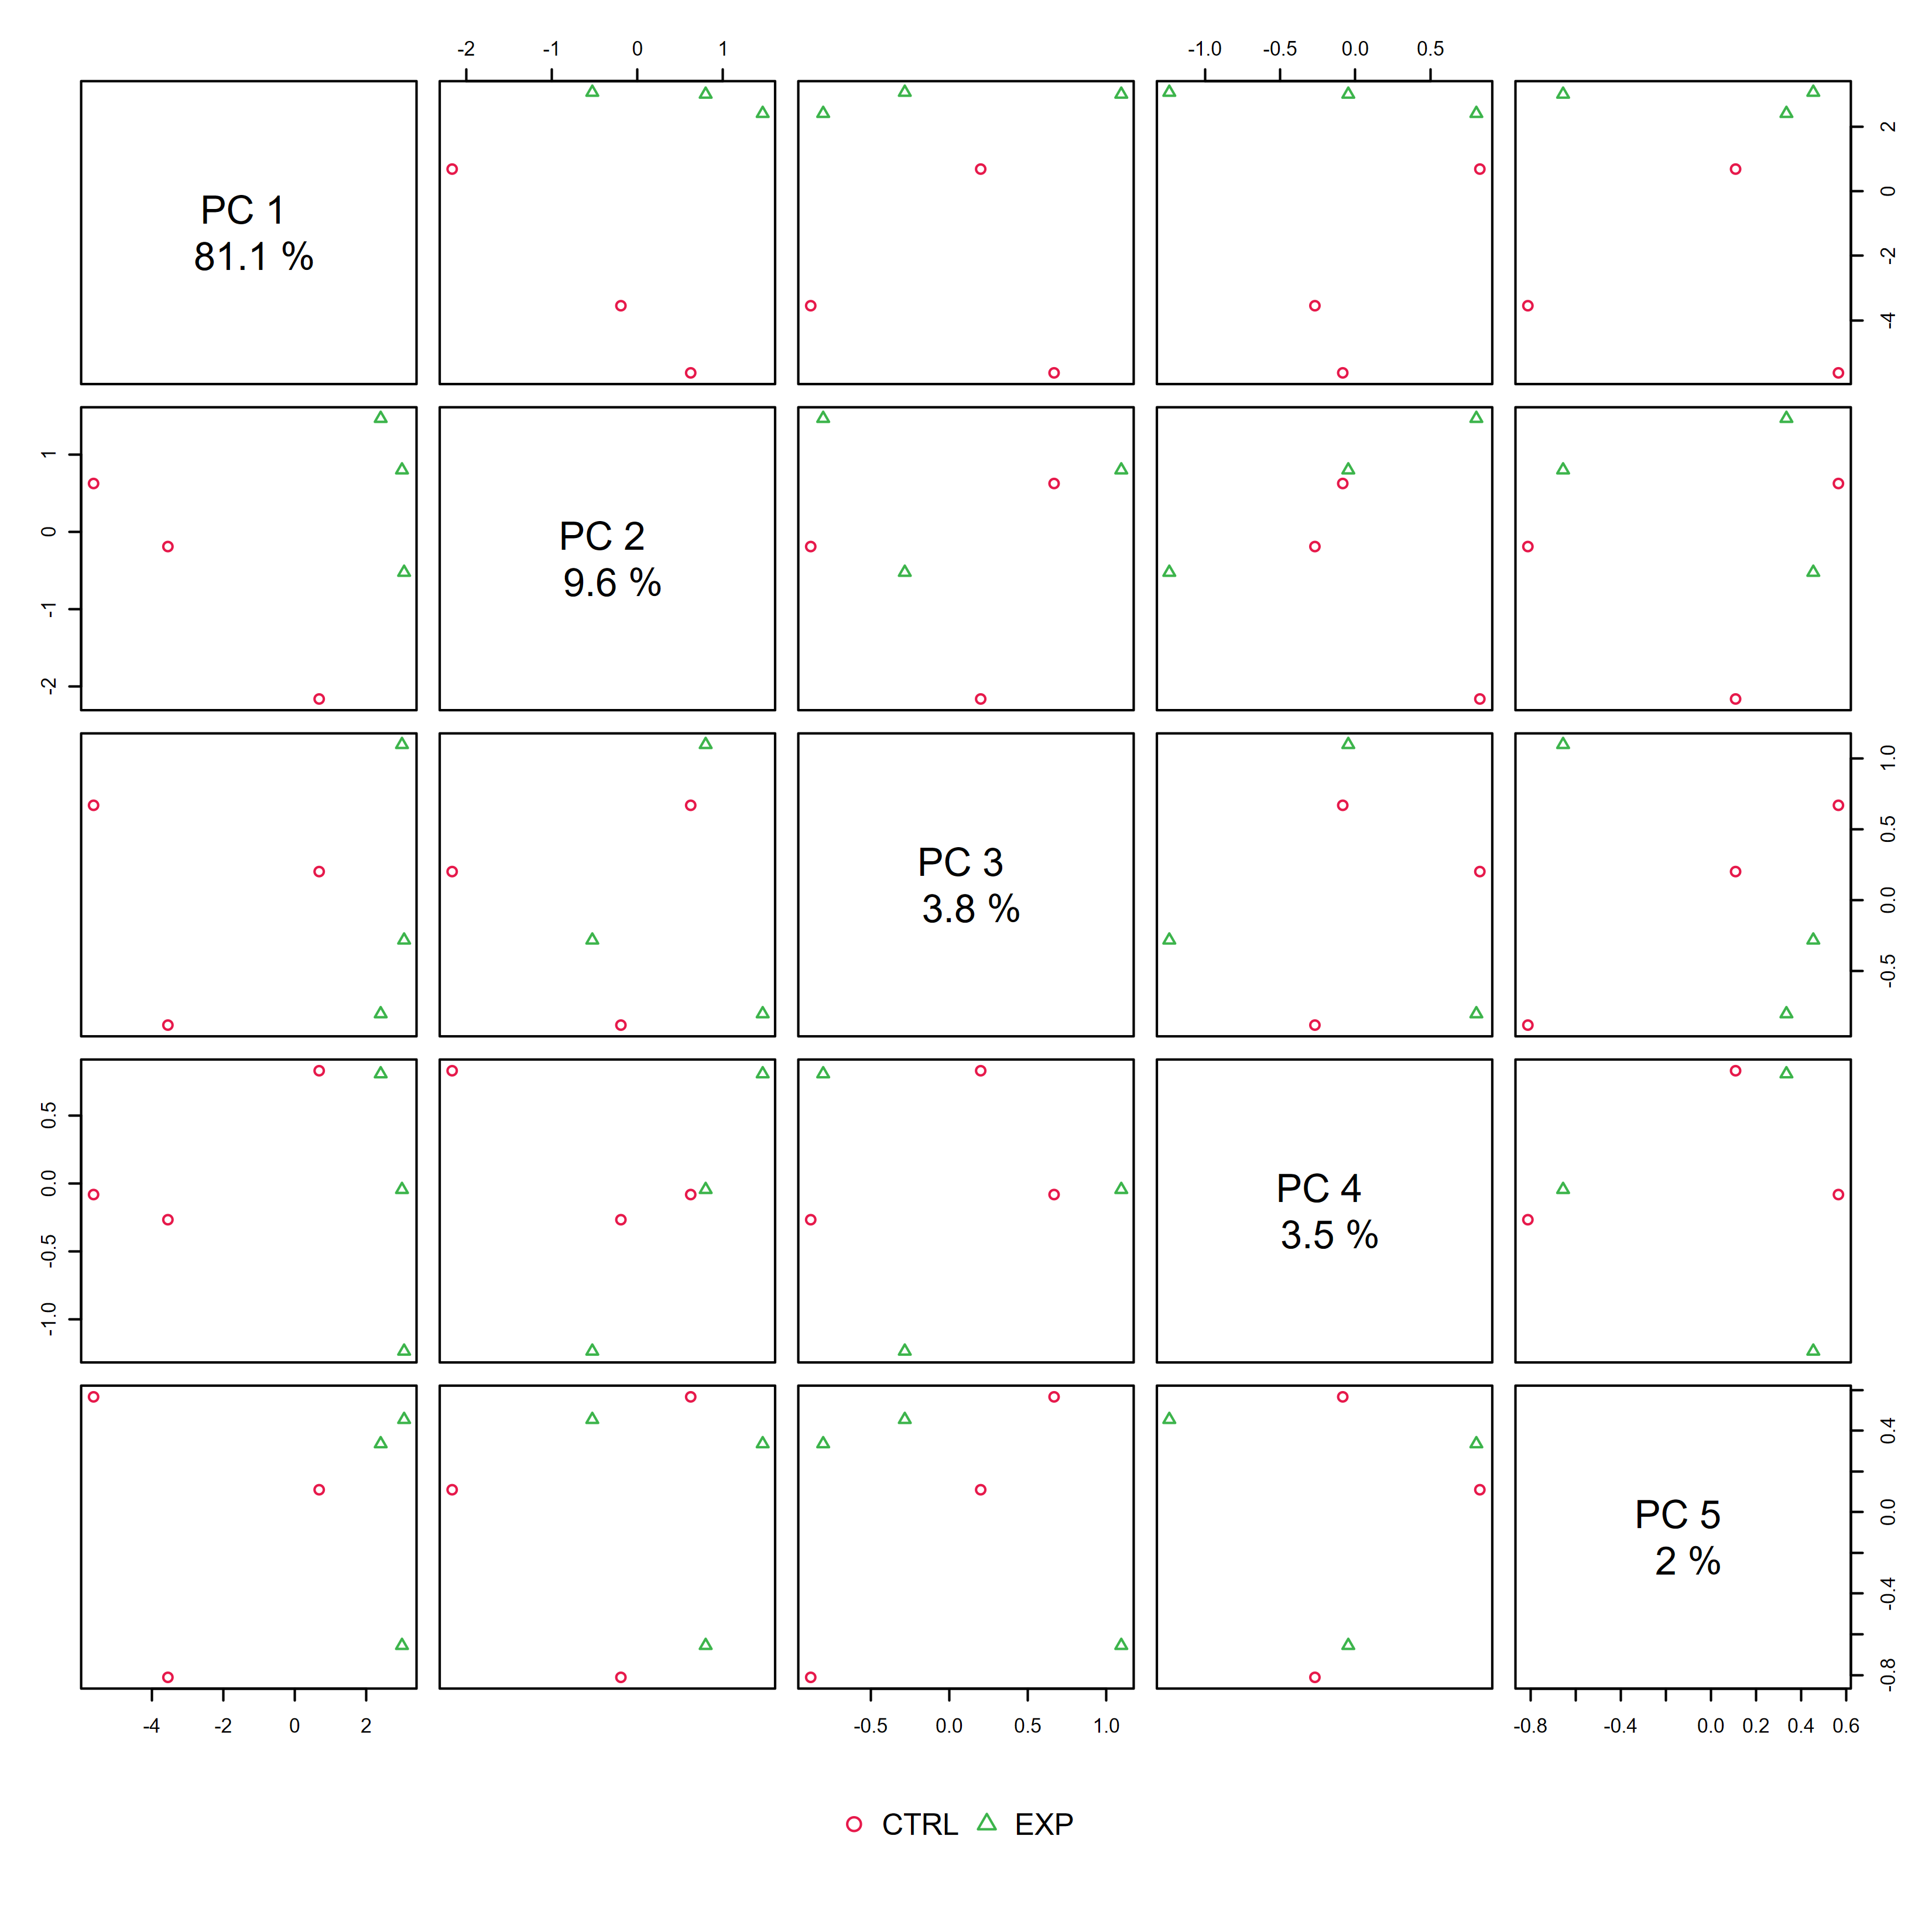 -2 -1 0 1 -1.0 -0.5 0.0 0.5
PC 1
81.1 %
2 0 -2 -4
1 0 -1 -2
PC 2
9.6 %
PC 3
3.8 %
1.0 0.5 0.0 -0.5
0.5 0.0 -0.5 -1.0
PC 4
3.5 %
PC 5
2 %
0.4 0.0 -0.4 -0.8
-4 -2 0 2 -0.5 0.0 0.5 1.0 -0.8 -0.4 0.0 0.2 0.4 0.6
CTRL EXP